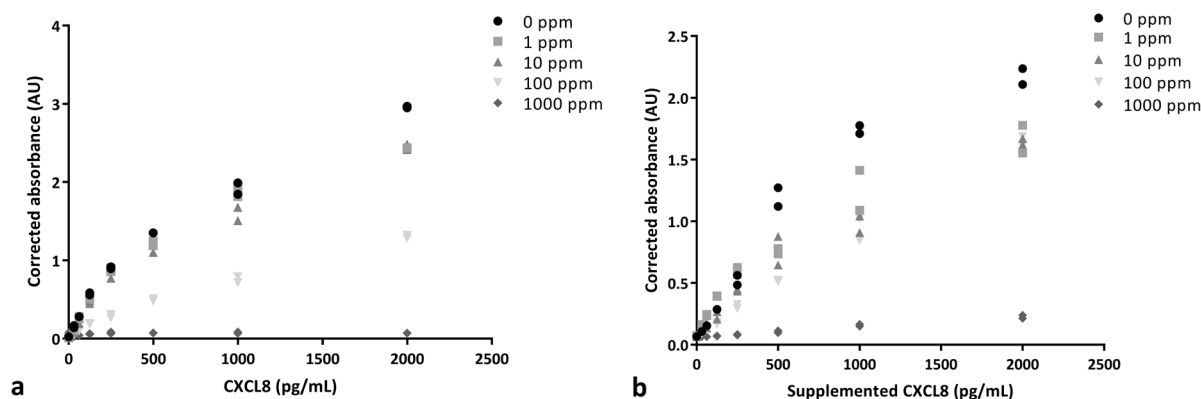 4
3
2
1
0
Corrected absorbance (AU)
0
500
1000
1500
2000
2500
CXCL8 (pg/mL)
0 ppm
1 ppm
10 ppm
100 ppm
1000 ppm
a
2.5
2.0
1.5
1.0
0.5
0.0
Corrected absorbance (AU)
0
500
1000
1500
2000
2500
Supplemented CXCL8 (pg/mL)
0 ppm
1 ppm
10 ppm
100 ppm
1000 ppm
b